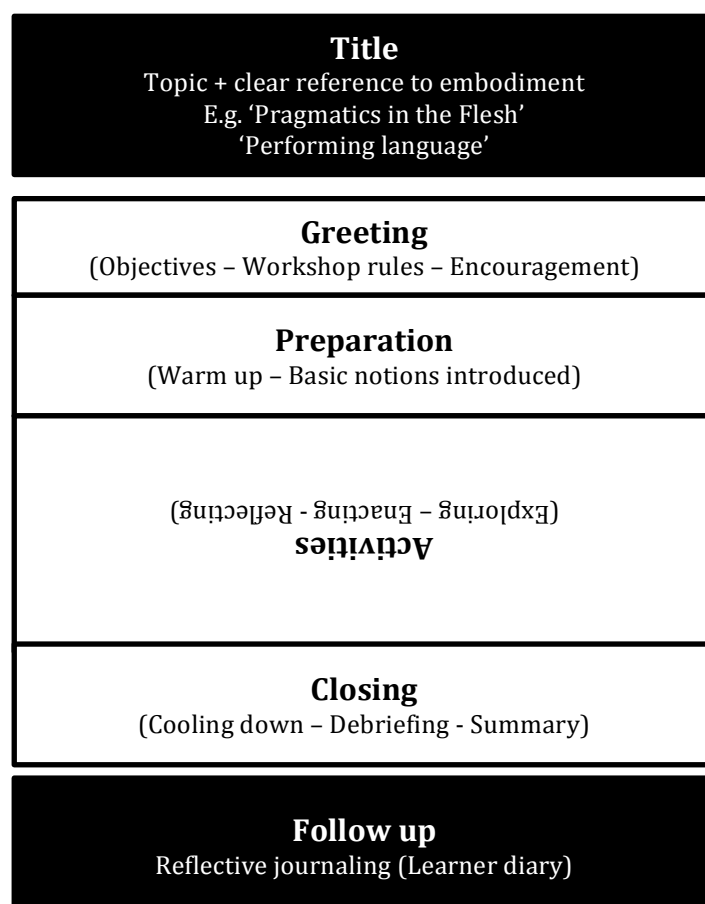 Title
Topic + clear reference to embodiment
E.g. ‘Pragmatics in the Flesh’
‘Performing language’
Greeting
(Objectives – Workshop rules – Encouragement)
Preparation
(Warm up – Basic notions introduced)
Activities
(Exploring – Enacting - Reflecting)
Closing
(Cooling down – Debriefing - Summary)
Follow up
Reflective journaling (Learner diary)